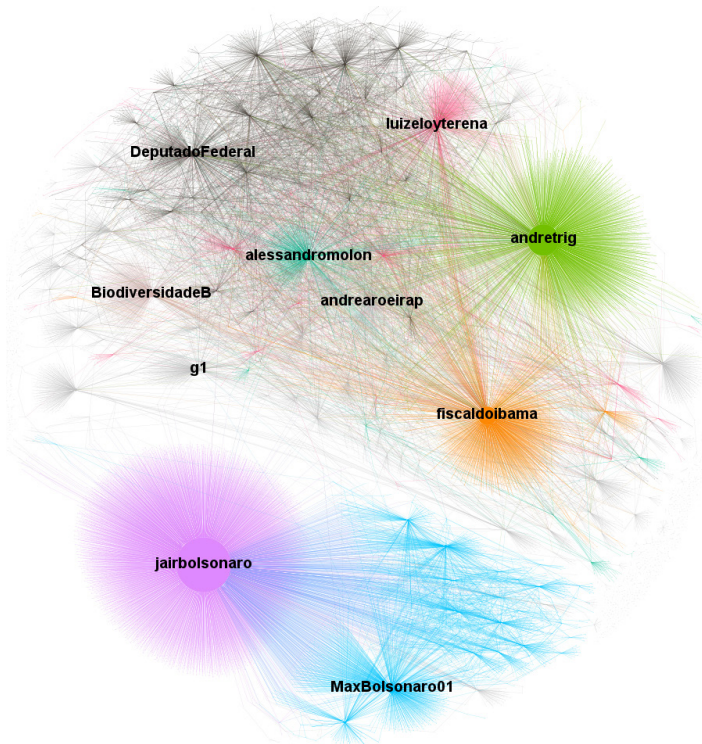 luizeloyterena
DeputadoFederal
andretrig
alessandromolon
BiodiversidadeB
andrearoeirap
g1
fiscaldoibama
jairbolsonaro
MaxBolsonaro01